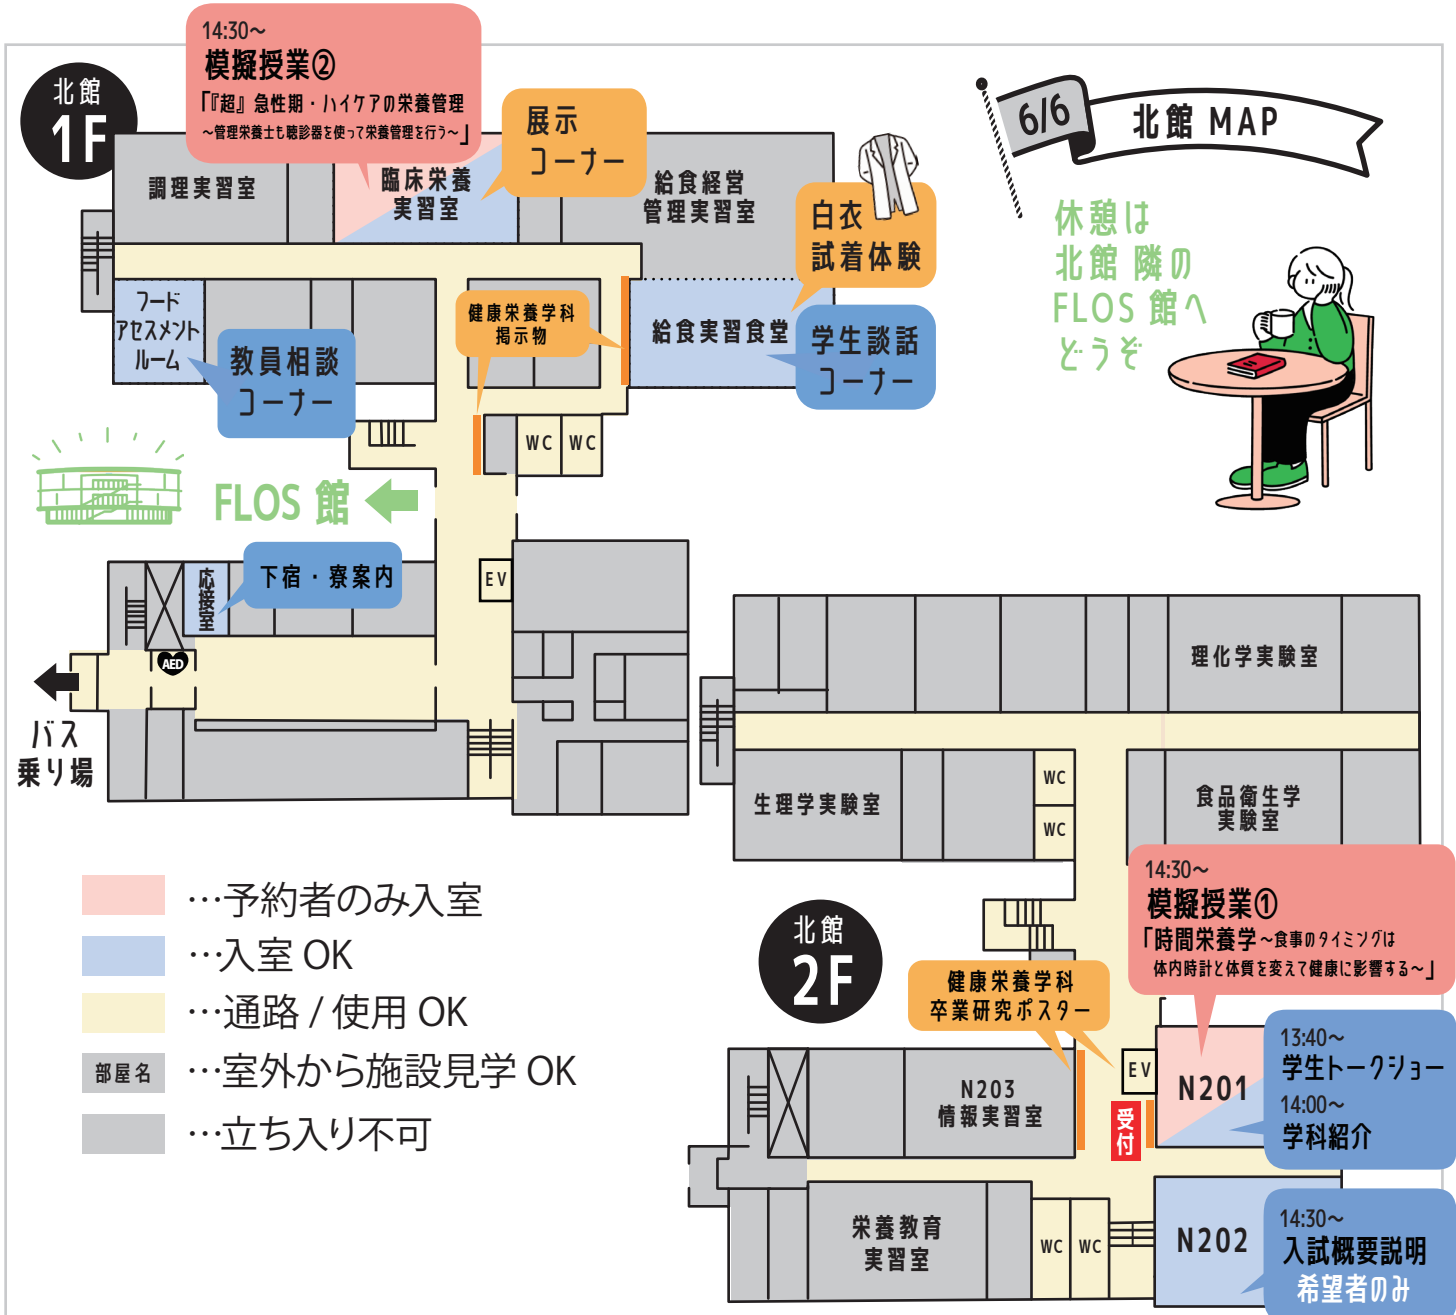 14:30～
模擬授業②
「『超』急性期・ハイケアの栄養管理
～管理栄養士も聴診器を使って栄養管理を行う～」
北館
1F
展示
コーナー
6/6
北館 MAP
調理実習室
臨床栄養
実習室
給食経営
管理実習室
白衣
試着体験
休憩は
北館 隣の
FLOS 館へ
どうぞ
フード
アセスメント
ルーム
教員相談
コーナー
健康栄養学科
掲示物
給食実習食堂
学生談話
コーナー
WC
WC
FLOS 館
応接室
下宿・寮案内
EV
AED
バス
乗り場
理化学実験室
生理学実験室
WC
WC
食品衛生学
実験室
…予約者のみ入室
…入室 OK
…通路 / 使用 OK
部屋名
…室外から施設見学 OK
…立ち入り不可
北館
2F
14:30～
模擬授業①
「時間栄養学～食事のタイミングは
体内時計と体質を変えて健康に影響する～」
健康栄養学科
卒業研究ポスター
N203
情報実習室
EV
受付
N201
13:40～
学生トークショー
14:00～
学科紹介
栄養教育
実習室
WC
WC
N202
14:30～
入試概要説明
希望者のみ